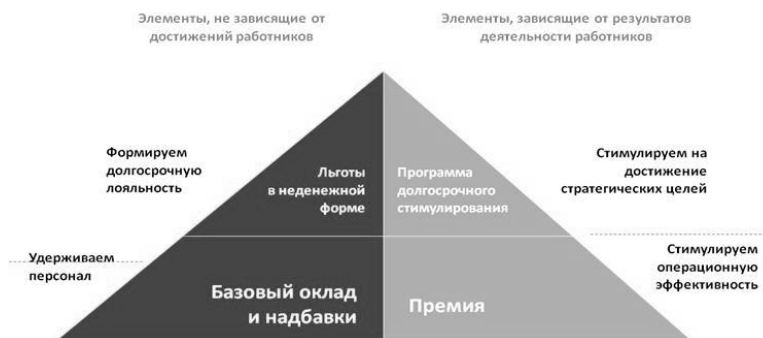 Элементы, не зависящие от
достижений работников
Элементы, зависящие от результатов
деятельности работников
Формируем
долгосрочную
лояльность
Льготы
в неденежной
форме
Программа
долгосрочного
стимулирования
Стимулируем на
достижение
стратегических целей
Удерживаем
персонал
Базовый оклад
и надбавки
Премия
Стимулируем
операционную
эффективность